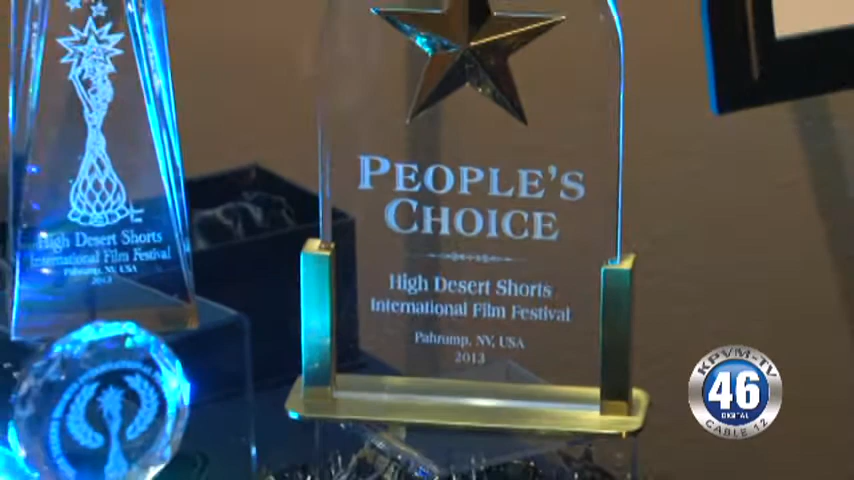 High Desert Shorts
International Film Festival
Pahrump, NV, USA
2013
PEOPLE'S
CHOICE
High Desert Shorts
International Film Festival
Pahrump, NV, USA
2013
KPVM-TV
46
DIGITAL
CABLE 12